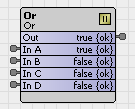 Or
Or
Out true {ok}
In A true {ok}
In B false {ok}
In C false {ok}
In D false {ok}